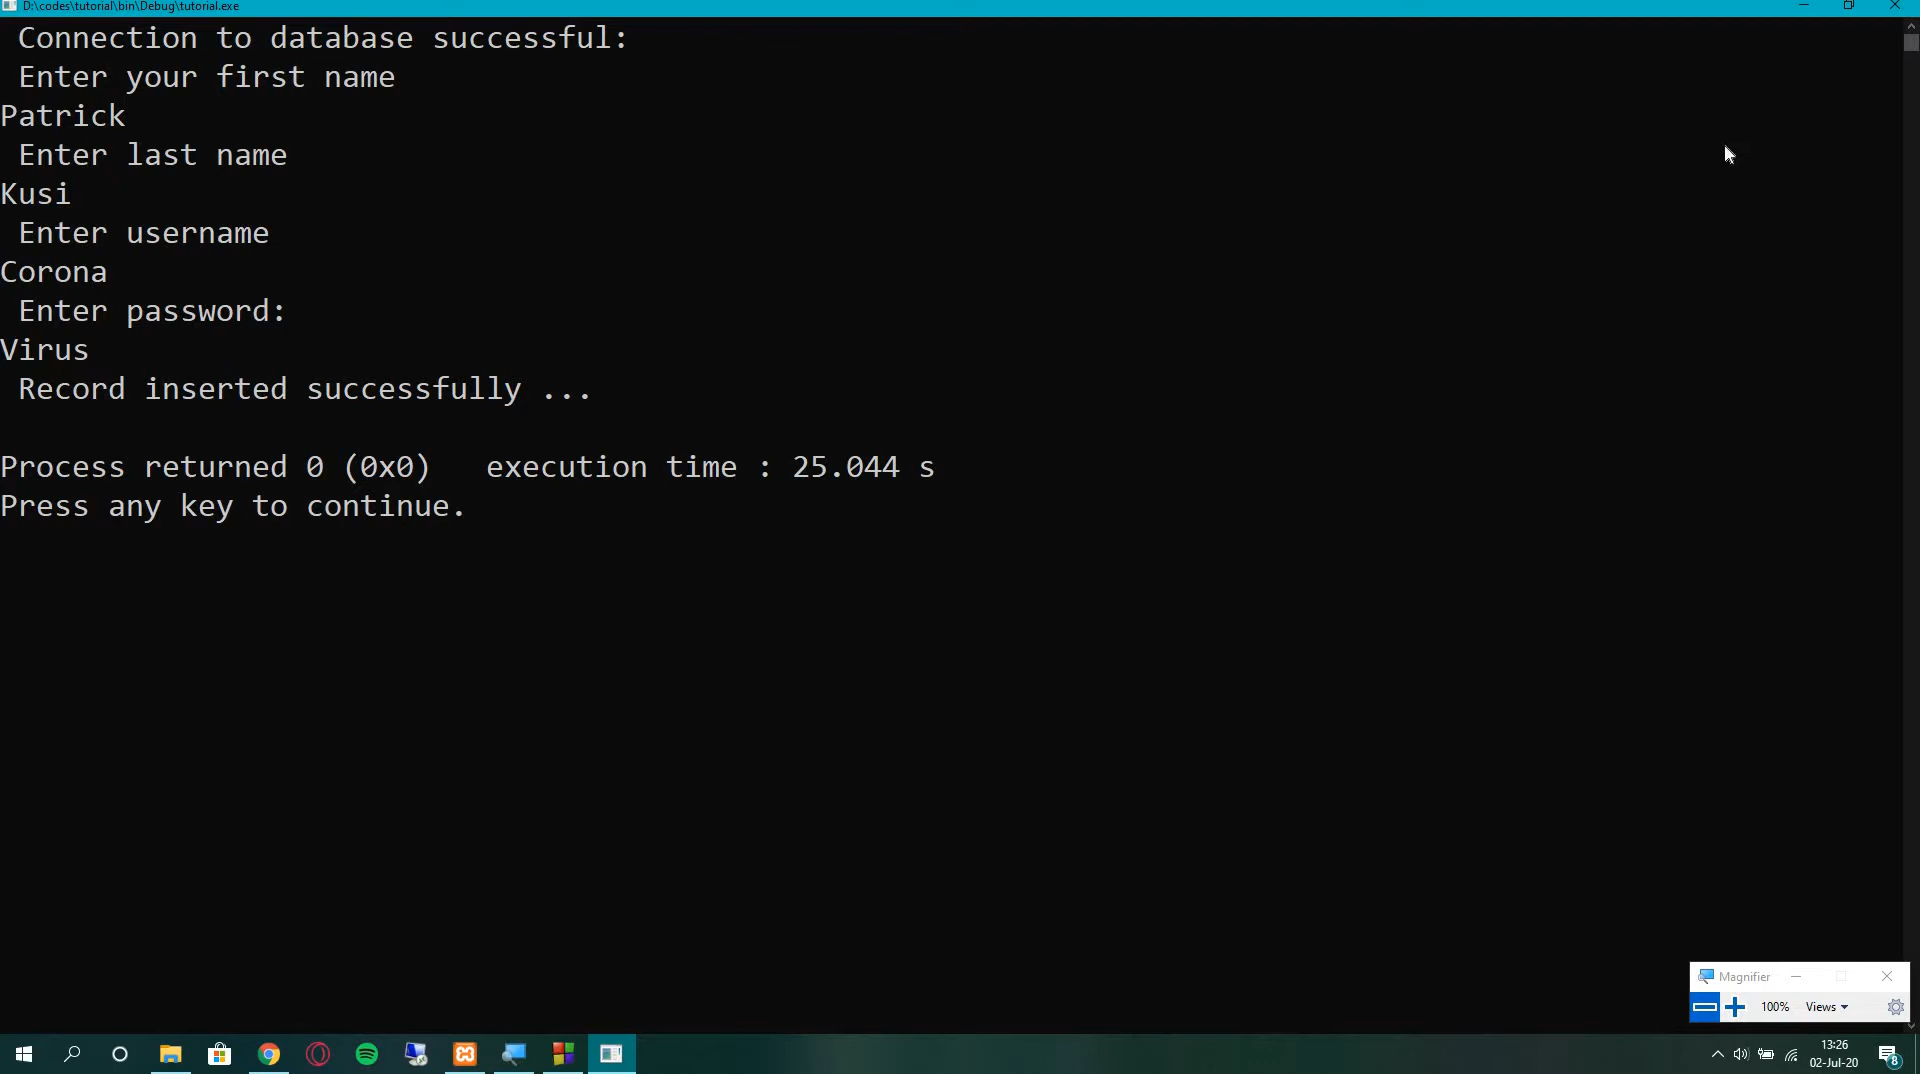 D:\codes\tutorial\bin\Debug\tutorial.exe
Connection to database successful:
Enter your first name
Patrick
Enter last name
Kusi
Enter username
Corona
Enter password:
Virus
Record inserted successfully ...
Process returned 0 (0x0)   execution time : 25.044 s
Press any key to continue.
Magnifier
100% Views
13:26
02-Jul-20
8